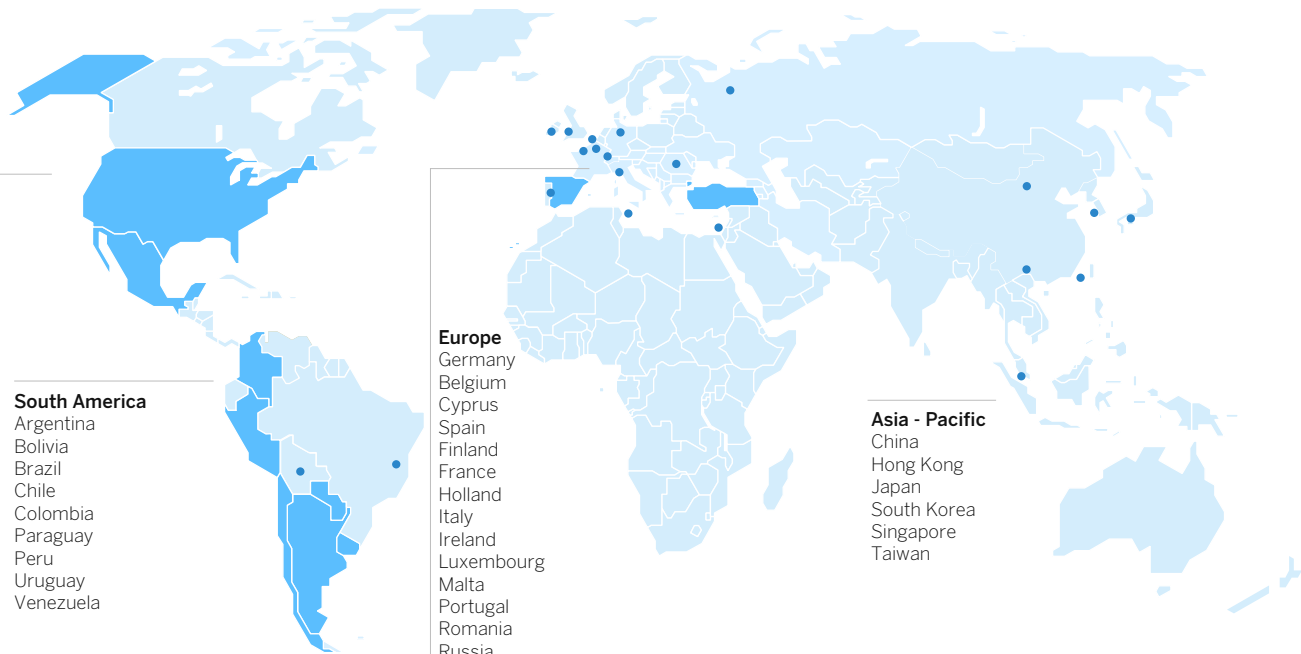 South America
Argentina
Bolivia
Brazil
Chile
Colombia
Paraguay
Peru
Uruguay
Venezuela
Europe
Germany
Belgium
Cyprus
Spain
Finland
France
Holland
Italy
Ireland
Luxembourg
Malta
Portugal
Romania
Russia
Asia - Pacific
China
Hong Kong
Japan
South Korea
Singapore
Taiwan